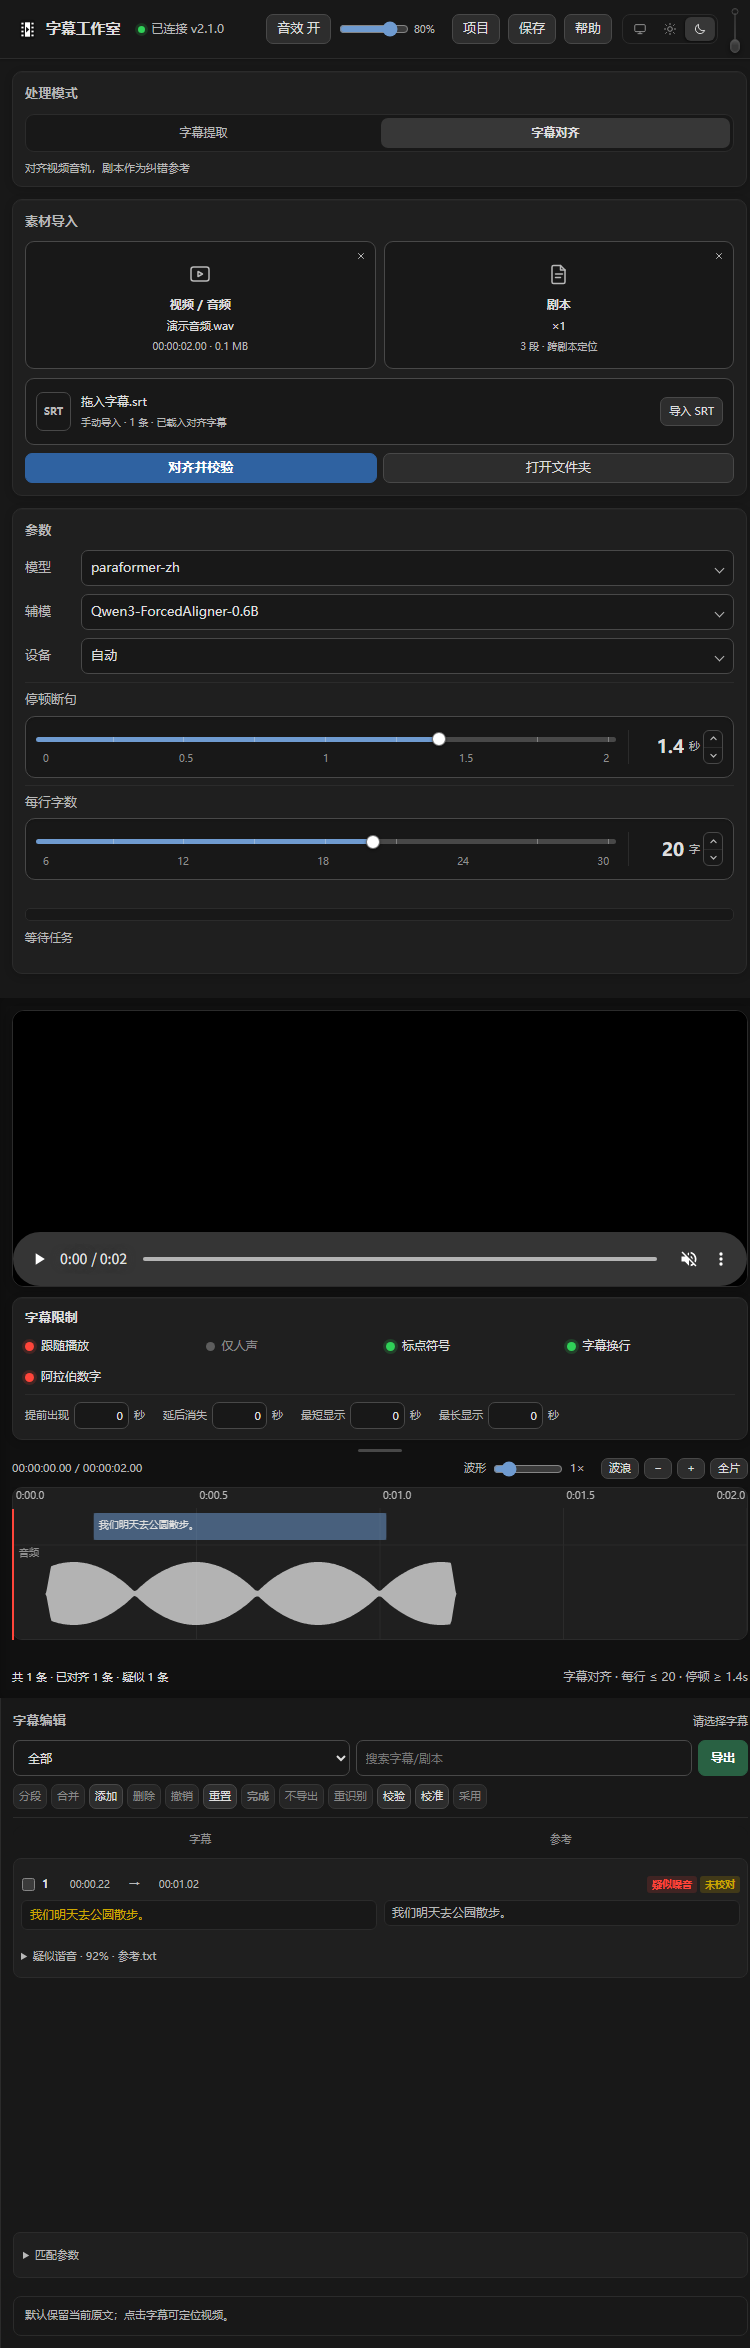 字幕工作室 已连接 v2.1.0 音效 开 80% 项目 保存 帮助
处理模式
字幕提取 字幕对齐
对齐视频音轨，剧本作为纠错参考
素材导入
× ×
视频 / 音频 剧本
演示音频.wav ×1
00:00:02.00 · 0.1 MB 3 段 · 跨剧本定位
SRT 拖入字幕.srt 导入 SRT
手动导入 · 1 条 · 已载入对齐字幕
对齐并校验 打开文件夹
参数
模型 paraformer-zh
辅模 Qwen3-ForcedAligner-0.6B
设备 自动
停顿断句
1.4 秒
0 0.5 1 1.5 2
每行字数
20 字
6 12 18 24 30
等待任务
0:00 / 0:02
字幕限制
跟随播放 仅人声 标点符号 字幕换行
阿拉伯数字
提前出现 0 秒 延后消失 0 秒 最短显示 0 秒 最长显示 0 秒
00:00:00.00 / 00:00:02.00 波形 1× 波浪 − + 全片
0:00.0 0:00.5 0:01.0 0:01.5 0:02.0
我们明天去公圆散步。
音频
共 1 条 · 已对齐 1 条 · 疑似 1 条 字幕对齐 · 每行 ≤ 20 · 停顿 ≥ 1.4s
字幕编辑 请选择字幕
全部 搜索字幕/剧本 导出
分段 合并 添加 删除 撤销 重置 完成 不导出 重识别 校验 校准 采用
字幕 参考
1 00:00.22 → 00:01.02 疑似噪音 未校对
我们明天去公圆散步。 我们明天去公园散步。
▶ 疑似谐音 · 92% · 参考.txt
▶ 匹配参数
默认保留当前原文；点击字幕可定位视频。